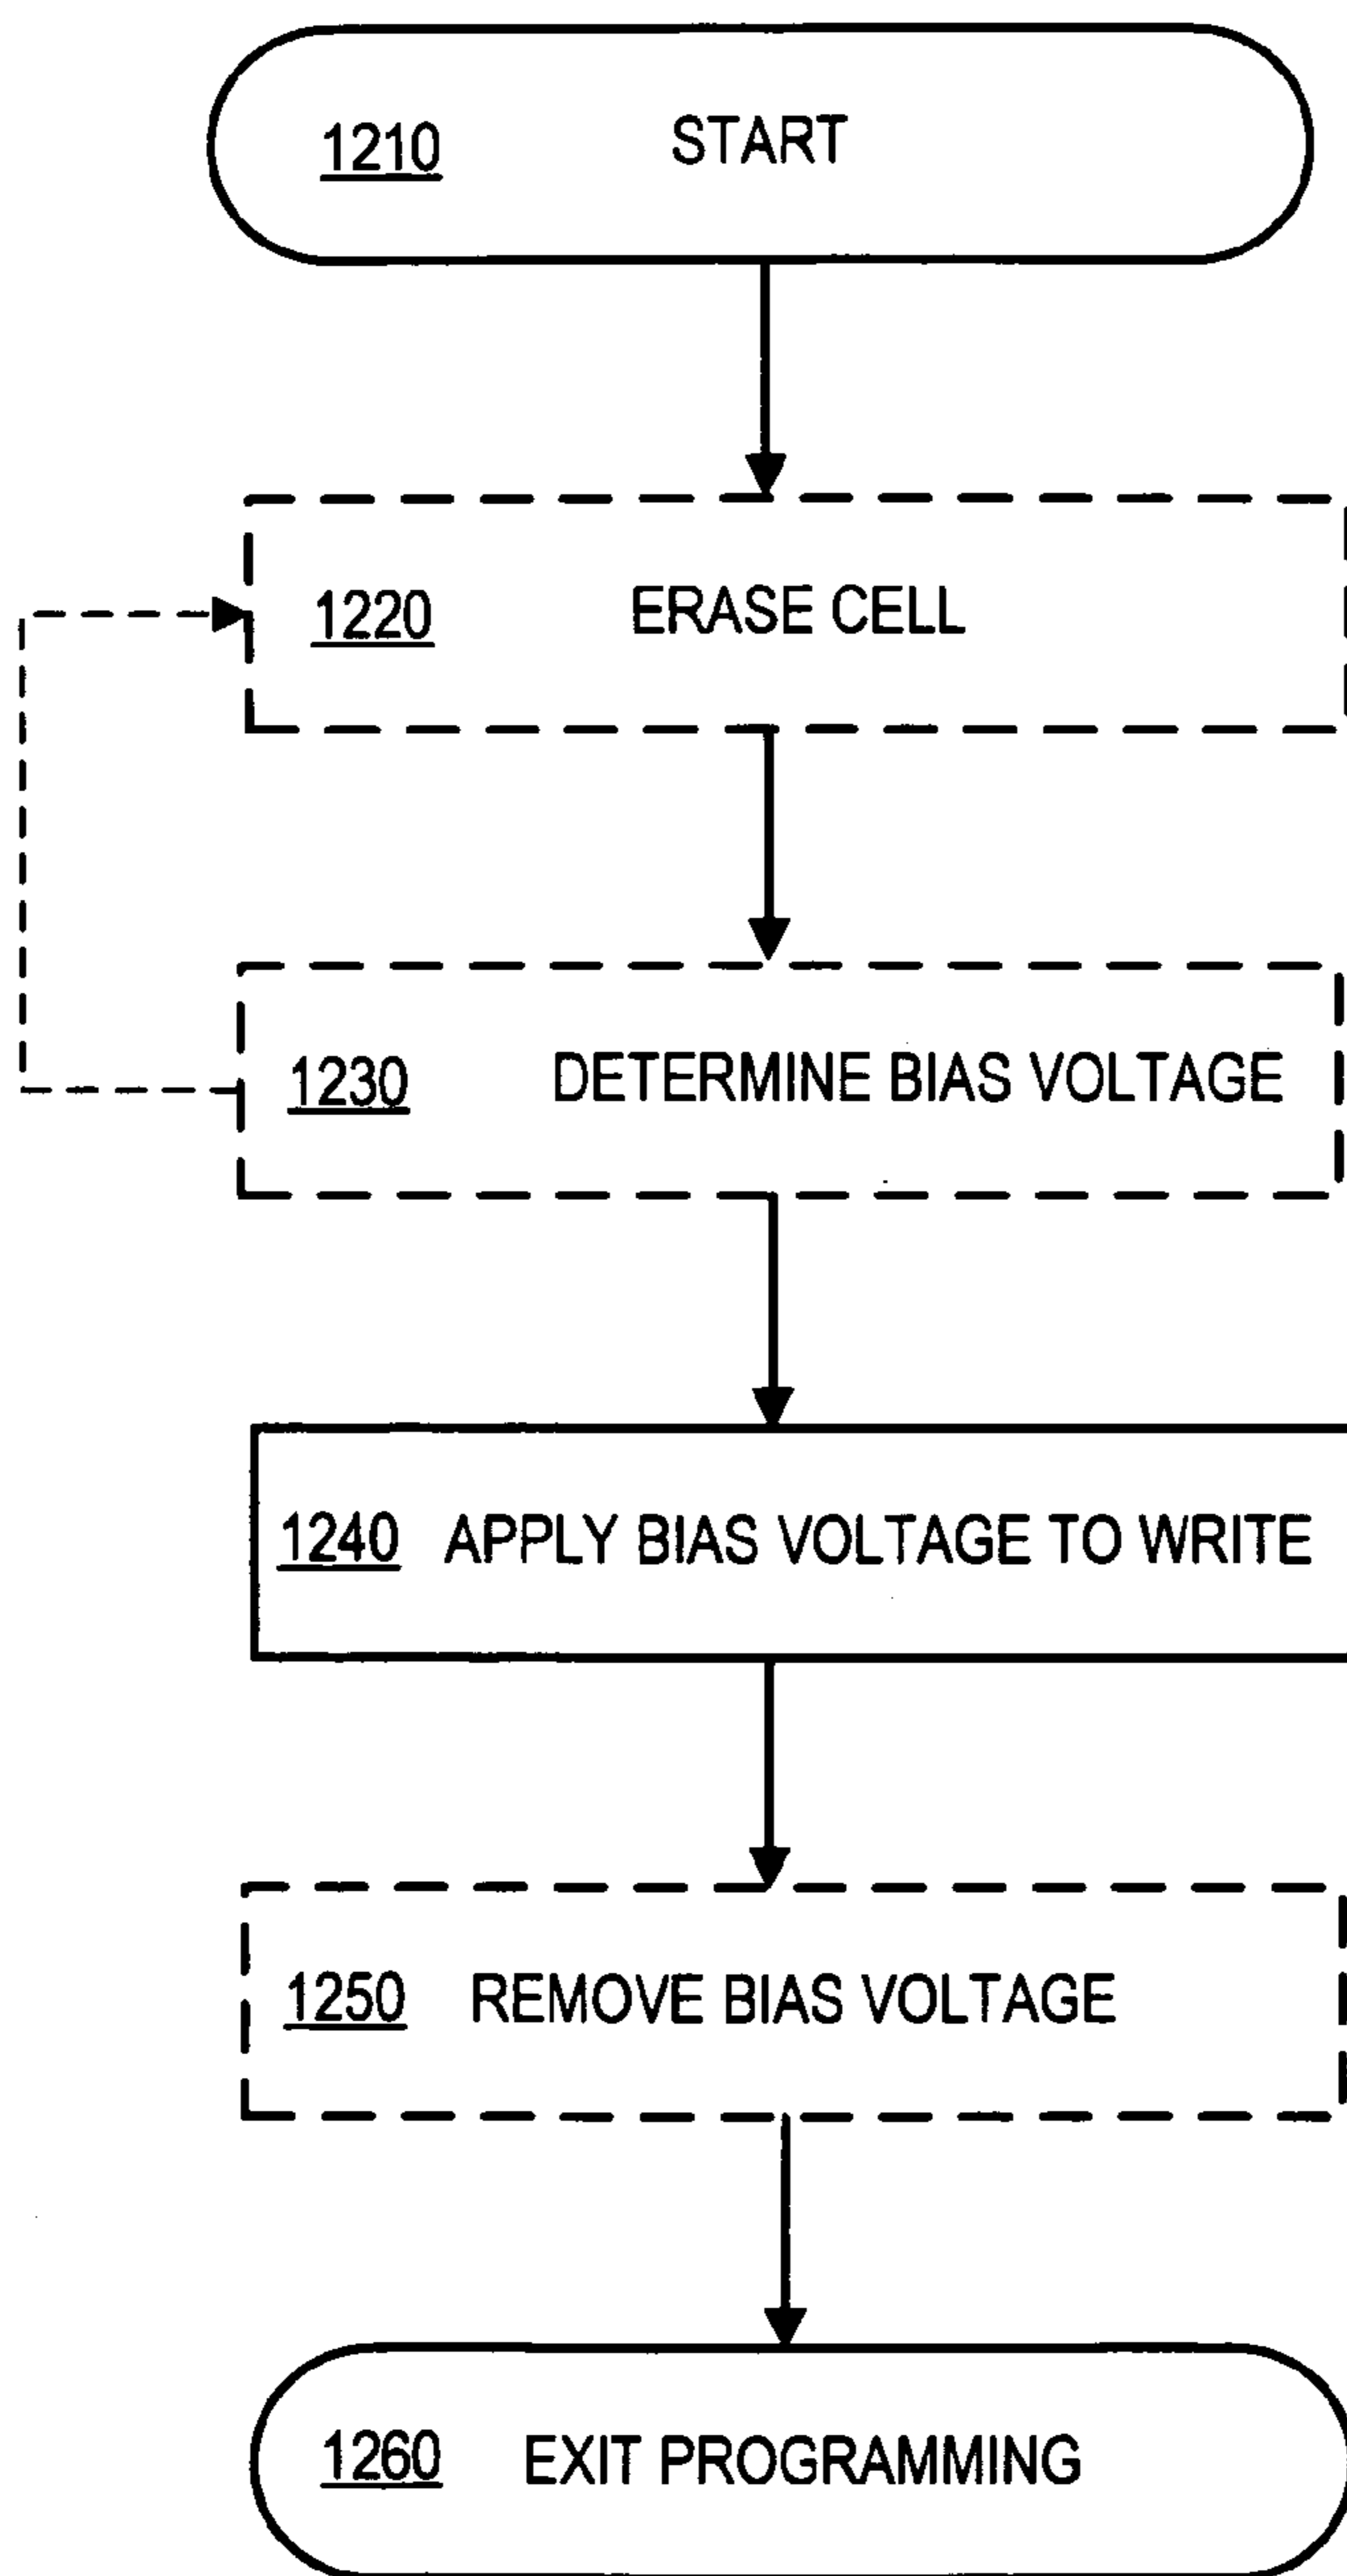 1210 START
1220 ERASE CELL
1230 DETERMINE BIAS VOLTAGE
1240 APPLY BIAS VOLTAGE TO WRITE
1250 REMOVE BIAS VOLTAGE
1260 EXIT PROGRAMMING